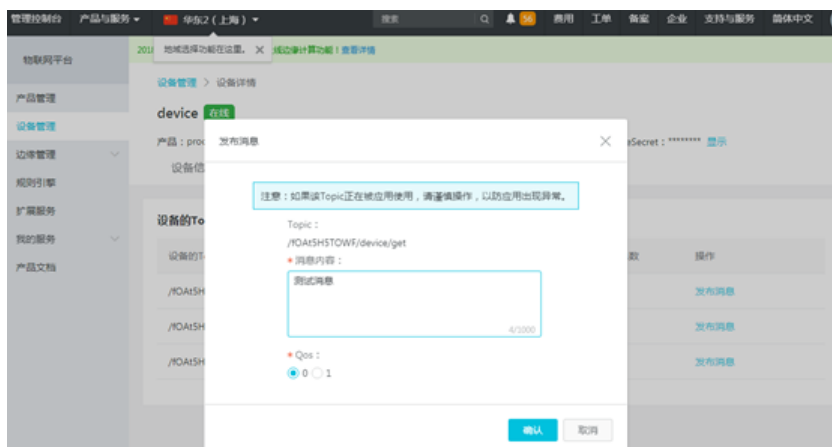 管理控制台 产品与服务 华东2（上海） 搜索 56 费用 工单 备案 企业 支持与服务 简体中文
地域选择功能在这里。
线边缘计算功能！查看详情
物联网平台
设备管理 > 设备详情
产品管理
device 在线
设备管理
产品：proc
发布消息
eSecret：******** 显示
边缘管理
设备信
规则引擎
注意：如果该Topic正在被应用使用，请谨慎操作，以防应用出现异常。
扩展服务
设备的To
Topic：
我的服务
/fOAt5H5TOWF/device/get
设备的T
数 操作
* 消息内容：
产品文档
测试消息
/fOAt5H 发布消息
4/1000
/fOAt5H 发布消息
* Qos：
/fOAt5H 发布消息
0 1
确认 取消